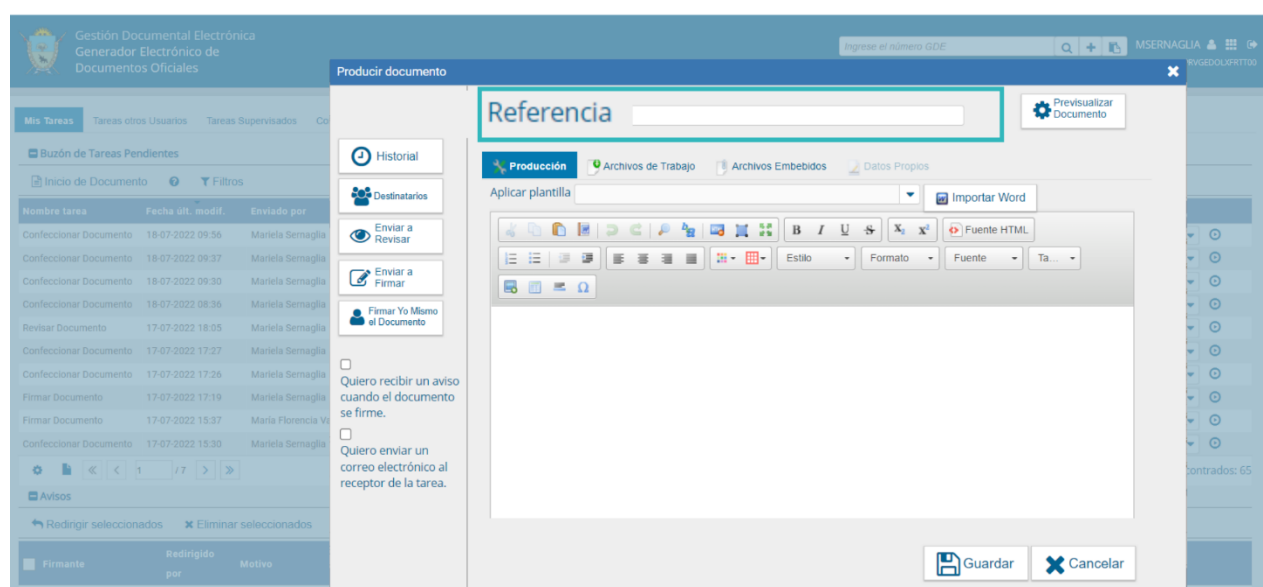 Gestión Documental Electrónica
Generador Electrónico de
Documentos Oficiales
Ingrese el número GDE
MSERNAGLIA
Producir documento
Mis Tareas Tareas otros Usuarios Tareas Supervisados
Buzón de Tareas Pendientes
Inicio de Documento Filtros
Nombre tarea Fecha últ. modif. Enviado por
Confeccionar Documento 18-07-2022 09:56 Mariela Sernaglia
Confeccionar Documento 18-07-2022 09:37 Mariela Sernaglia
Confeccionar Documento 18-07-2022 09:30 Mariela Sernaglia
Confeccionar Documento 18-07-2022 08:36 Mariela Sernaglia
Revisar Documento 17-07-2022 18:05 Mariela Sernaglia
Confeccionar Documento 17-07-2022 17:27 Mariela Sernaglia
Confeccionar Documento 17-07-2022 17:26 Mariela Sernaglia
Firmar Documento 17-07-2022 17:19 Mariela Sernaglia
Firmar Documento 17-07-2022 15:37 María Florencia Va
Confeccionar Documento 17-07-2022 15:30 Mariela Sernaglia
1 / 7
contrados: 65
Avisos
Redirigir seleccionados Eliminar seleccionados
Firmante Redirigido por Motivo
Historial
Destinatarios
Enviar a
Revisar
Enviar a
Firmar
Firmar Yo Mismo
el Documento
Quiero recibir un aviso
cuando el documento
se firme.
Quiero enviar un
correo electrónico al
receptor de la tarea.
Referencia
Previsualizar
Documento
Producción Archivos de Trabajo Archivos Embebidos Datos Propios
Aplicar plantilla Importar Word
B I U S X₂ X² Fuente HTML
Estilo Formato Fuente Ta...
Ω
Guardar Cancelar